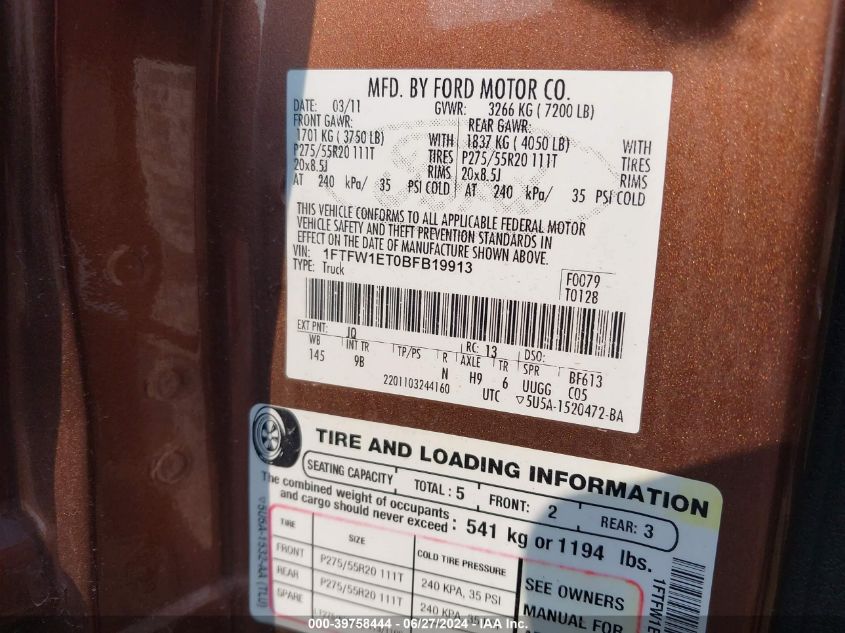 MFD. BY FORD MOTOR CO.
DATE: 03/11 GVWR: 3266 KG ( 7200 LB)
FRONT GAWR: REAR GAWR:
1701 KG ( 3750 LB) WITH 1837 KG ( 4050 LB) WITH
P275/55R20 111T TIRES P275/55R20 111T TIRES
20x8.5J RIMS 20x8.5J RIMS
AT 240 kPa/ 35 PSI COLD AT 240 kPa/ 35 PSI COLD
THIS VEHICLE CONFORMS TO ALL APPLICABLE FEDERAL MOTOR
VEHICLE SAFETY AND THEFT PREVENTION STANDARDS IN
EFFECT ON THE DATE OF MANUFACTURE SHOWN ABOVE.
VIN: 1FTFW1ET0BFB19913
TYPE: Truck
F0079
T0128
EXT PNT: JQ RC: 13 DSO:
WB INT TR TP/PS R AXLE TR SPR BF613
145 9B N H9 6 UUGG C05
2201103244160 UTC ▽5U5A-1520472-BA
TIRE AND LOADING INFORMATION
SEATING CAPACITY TOTAL : 5 FRONT: 2 REAR: 3
The combined weight of occupants
and cargo should never exceed : 541 kg or 1194 lbs.
TIRE SIZE COLD TIRE PRESSURE
FRONT P275/55R20 111T 240 KPA, 35 PSI
REAR P275/55R20 111T 240 KPA, 35
SPARE
SEE OWNERS
MANUAL FOR
1FTFW1E
000-39758444 - 06/27/2024 - IAA